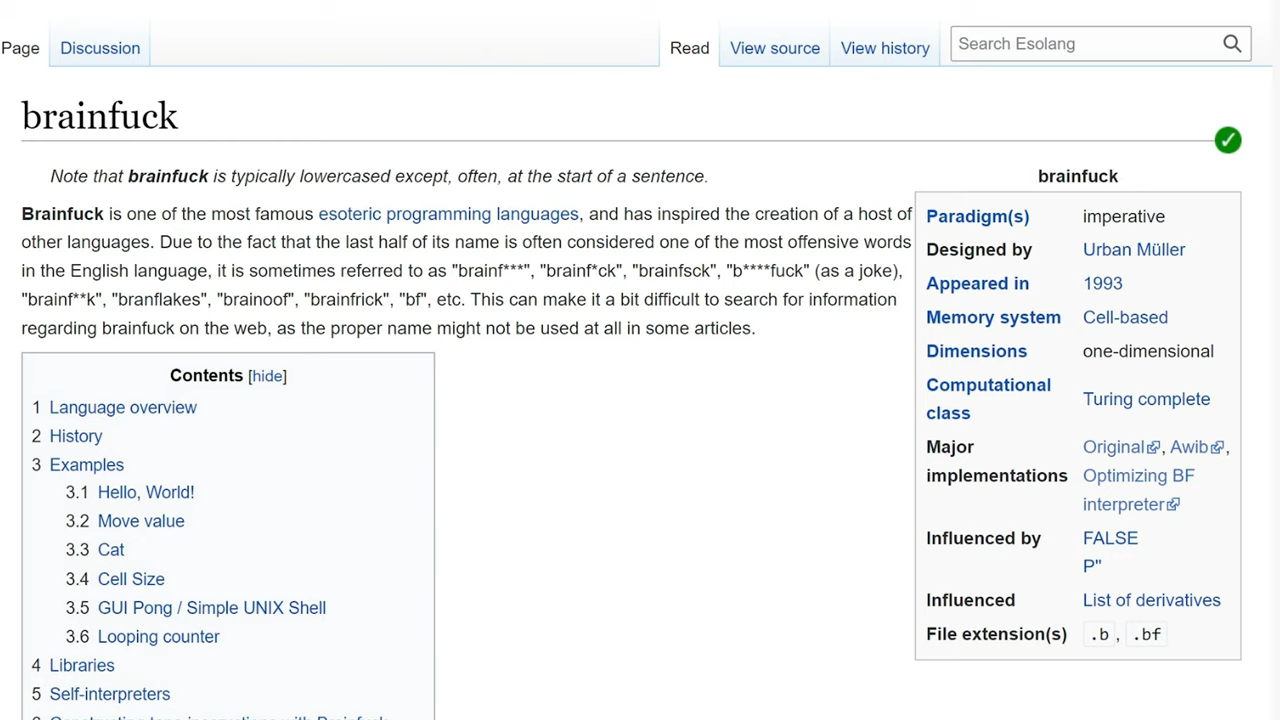 Page
Discussion
Read
View source
View history
Search Esolang
brainfuck
Note that brainfuck is typically lowercased except, often, at the start of a sentence.
Brainfuck is one of the most famous esoteric programming languages, and has inspired the creation of a host of
other languages. Due to the fact that the last half of its name is often considered one of the most offensive words
in the English language, it is sometimes referred to as "brainf***", "brainf*ck", "brainfsck", "b****fuck" (as a joke),
"brainf**k", "branflakes", "brainoof", "brainfrick", "bf", etc. This can make it a bit difficult to search for information
regarding brainfuck on the web, as the proper name might not be used at all in some articles.
Contents [hide]
1 Language overview
2 History
3 Examples
3.1 Hello, World!
3.2 Move value
3.3 Cat
3.4 Cell Size
3.5 GUI Pong / Simple UNIX Shell
3.6 Looping counter
4 Libraries
5 Self-interpreters
brainfuck
Paradigm(s) imperative
Designed by Urban Müller
Appeared in 1993
Memory system Cell-based
Dimensions one-dimensional
Computational class Turing complete
Major implementations Original, Awib,
Optimizing BF
interpreter
Influenced by FALSE
P"
Influenced List of derivatives
File extension(s) .b , .bf